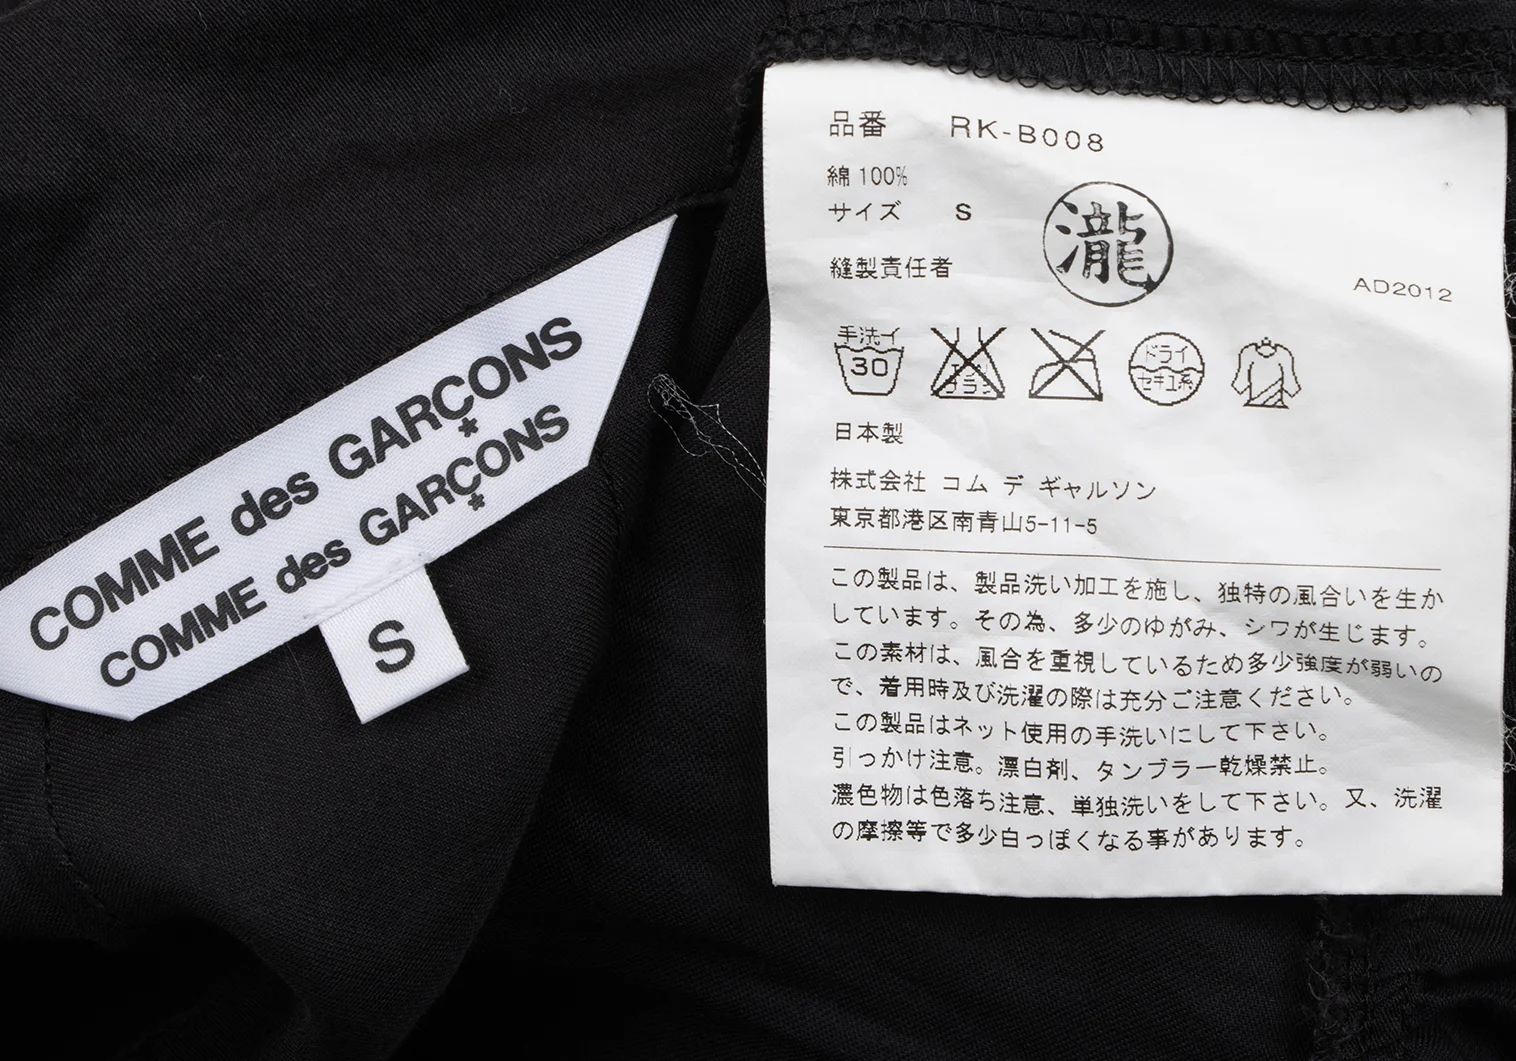 COMME des GARÇONS
COMME des GARÇONS
S
品番 RK-B008
綿 100%
サイズ S
縫製責任者
瀧
AD2012
手洗イ
30
エンソ
サラシ
ドライ
セキユ系
日本製
株式会社 コム デ ギャルソン
東京都港区南青山5-11-5
この製品は、製品洗い加工を施し、独特の風合いを生か
しています。その為、多少のゆがみ、シワが生じます。
この素材は、風合を重視しているため多少強度が弱いの
で、着用時及び洗濯の際は充分ご注意ください。
この製品はネット使用の手洗いにして下さい。
引っかけ注意。漂白剤、タンブラー乾燥禁止。
濃色物は色落ち注意、単独洗いをして下さい。又、洗濯
の摩擦等で多少白っぽくなる事があります。